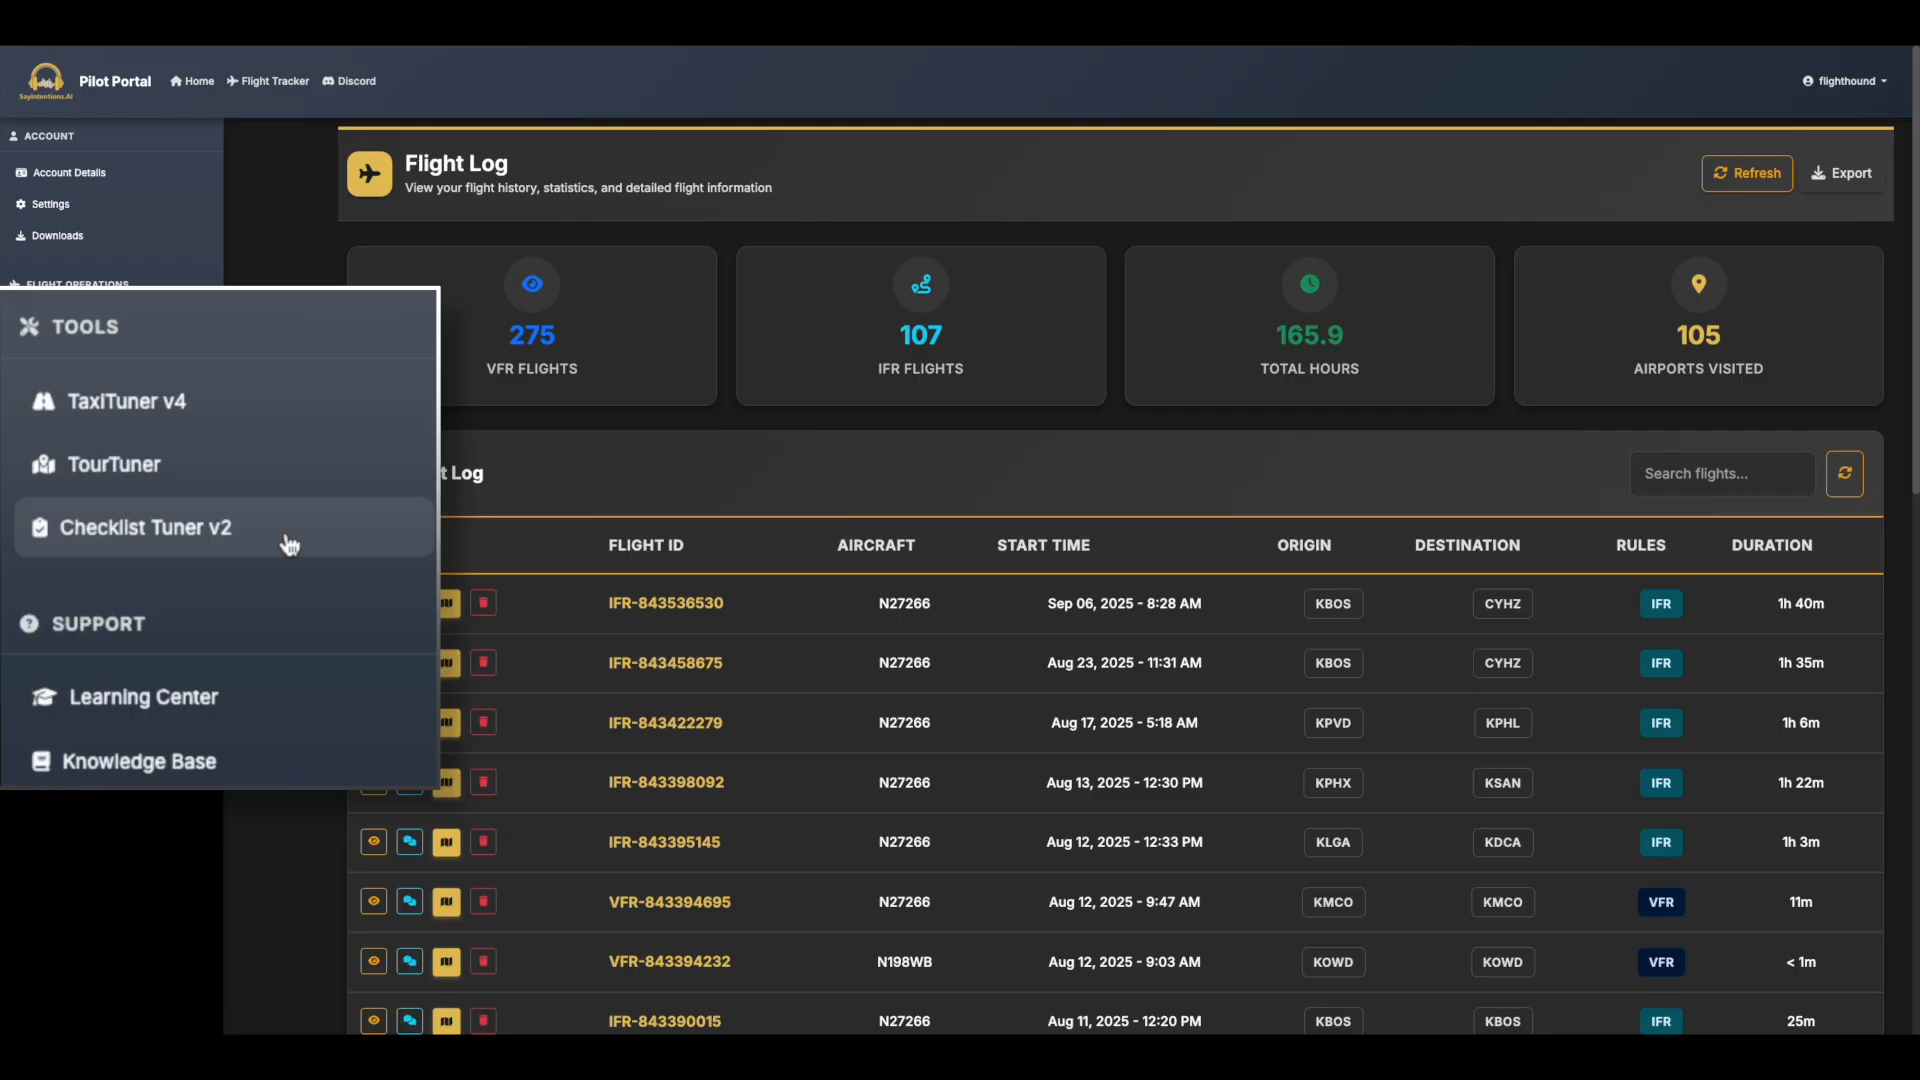 SayIntentions.AI
Pilot Portal
Home
Flight Tracker
Discord
flighthound
ACCOUNT
Account Details
Settings
Downloads
FLIGHT OPERATIONS
TOOLS
TaxiTuner v4
TourTuner
Checklist Tuner v2
SUPPORT
Learning Center
Knowledge Base
Flight Log
View your flight history, statistics, and detailed flight information
Refresh
Export
275
VFR FLIGHTS
107
IFR FLIGHTS
165.9
TOTAL HOURS
105
AIRPORTS VISITED
t Log
Search flights...
FLIGHT ID AIRCRAFT START TIME ORIGIN DESTINATION RULES DURATION
IFR-843536530 N27266 Sep 06, 2025 - 8:28 AM KBOS CYHZ IFR 1h 40m
IFR-843458675 N27266 Aug 23, 2025 - 11:31 AM KBOS CYHZ IFR 1h 35m
IFR-843422279 N27266 Aug 17, 2025 - 5:18 AM KPVD KPHL IFR 1h 6m
IFR-843398092 N27266 Aug 13, 2025 - 12:30 PM KPHX KSAN IFR 1h 22m
IFR-843395145 N27266 Aug 12, 2025 - 12:33 PM KLGA KDCA IFR 1h 3m
VFR-843394695 N27266 Aug 12, 2025 - 9:47 AM KMCO KMCO VFR 11m
VFR-843394232 N198WB Aug 12, 2025 - 9:03 AM KOWD KOWD VFR < 1m
IFR-843390015 N27266 Aug 11, 2025 - 12:20 PM KBOS KBOS IFR 25m